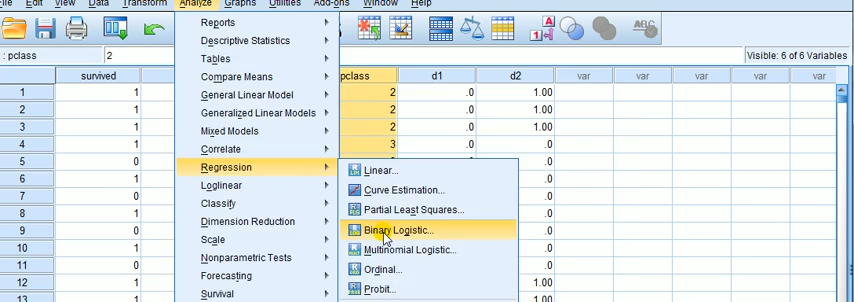 File Edit View Data Transform Analyze Graphs Utilities Add-ons Window Help
: pclass 2 Visible: 6 of 6 Variables
survived pclass d1 d2 var var var var var
1 1 2 .0 1.00
2 1 2 .0 1.00
3 1 2 .0 1.00
4 1 3 .0 .0
5 0 .0
6 1 .0
7 0 .0
8 1 .0
9 0 .0
10 1 .0
11 0 .0
12 1 .0
13 1 1.00
Reports
Descriptive Statistics
Tables
Compare Means
General Linear Model
Generalized Linear Models
Mixed Models
Correlate
Regression
Loglinear
Classify
Dimension Reduction
Scale
Nonparametric Tests
Forecasting
Survival
Linear...
Curve Estimation...
Partial Least Squares...
Binary Logistic...
Multinomial Logistic...
Ordinal...
Probit...